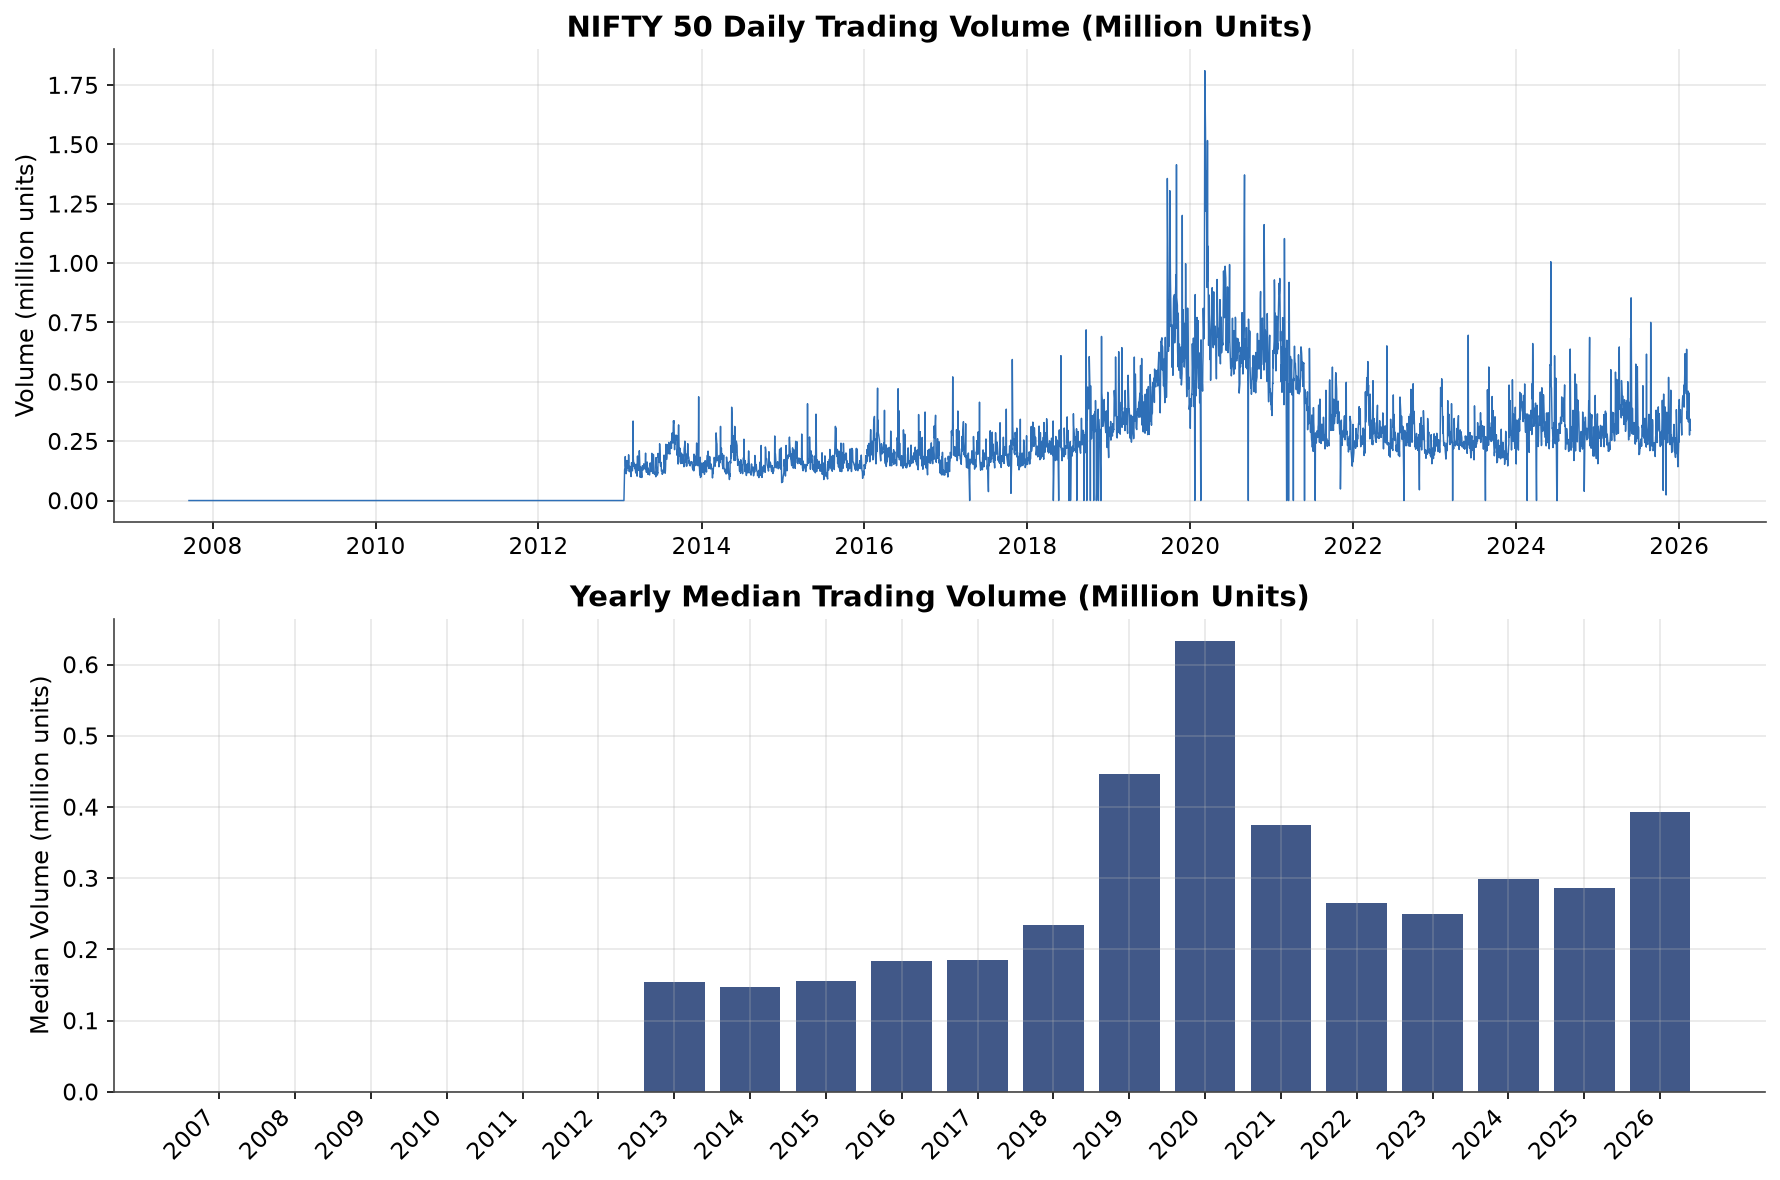 NIFTY 50 Daily Trading Volume (Million Units)
Volume (million units)
1.75
1.50
1.25
1.00
0.75
0.50
0.25
0.00
2008 2010 2012 2014 2016 2018 2020 2022 2024 2026
Yearly Median Trading Volume (Million Units)
Median Volume (million units)
0.6
0.5
0.4
0.3
0.2
0.1
0.0
2007 2008 2009 2010 2011 2012 2013 2014 2015 2016 2017 2018 2019 2020 2021 2022 2023 2024 2025 2026